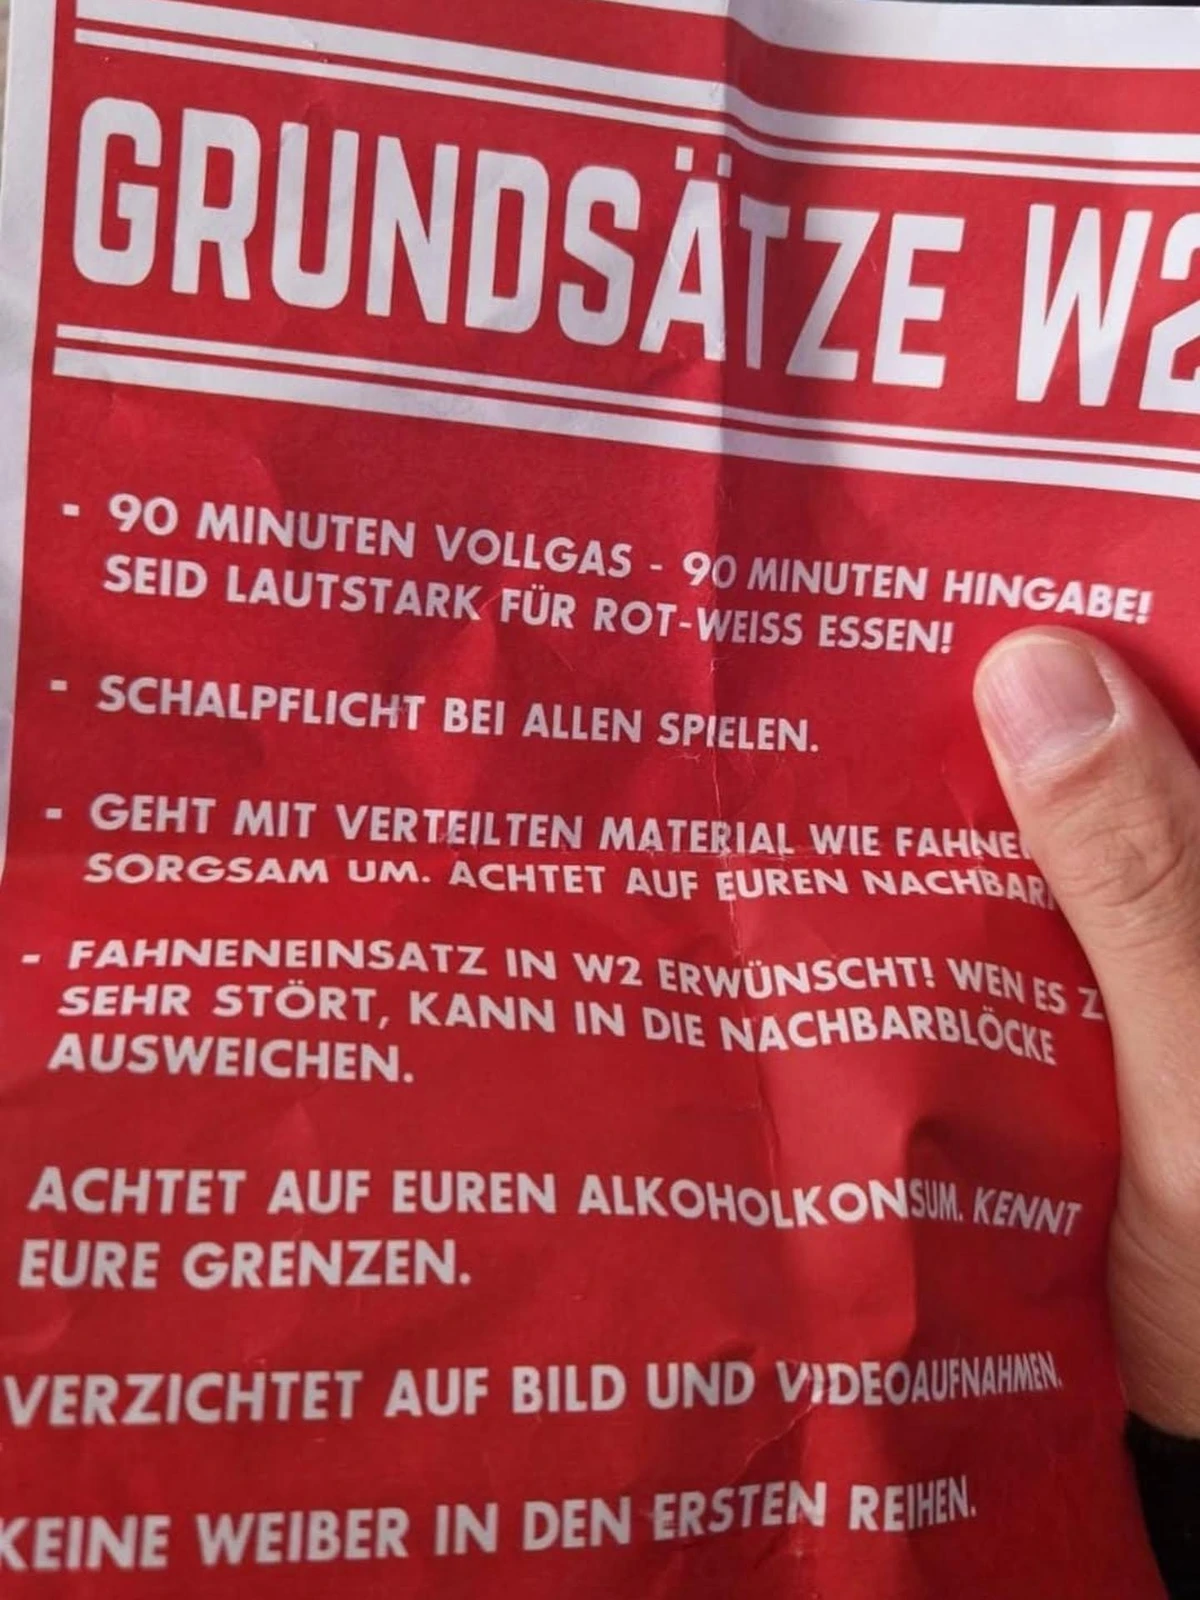 GRUNDSÄTZE W2
- 90 MINUTEN VOLLGAS - 90 MINUTEN HINGABE!
SEID LAUTSTARK FÜR ROT-WEISS ESSEN!
- SCHALPFLICHT BEI ALLEN SPIELEN.
- GEHT MIT VERTEILTEN MATERIAL WIE
SORGSAM UM. ACHTET AUF EUREN
- FAHNENEINSATZ IN W2 ERWÜNSCHT! WEN ES
SEHR STÖRT, KANN IN DIE NACHBARBLÖCKE
AUSWEICHEN.
ACHTET AUF EUREN ALKOHOLKONSUM. KENNT
EURE GRENZEN.
VERZICHTET AUF BILD UND VIDEOAUFNAHMEN.
KEINE WEIBER IN DEN ERSTEN REIHEN.